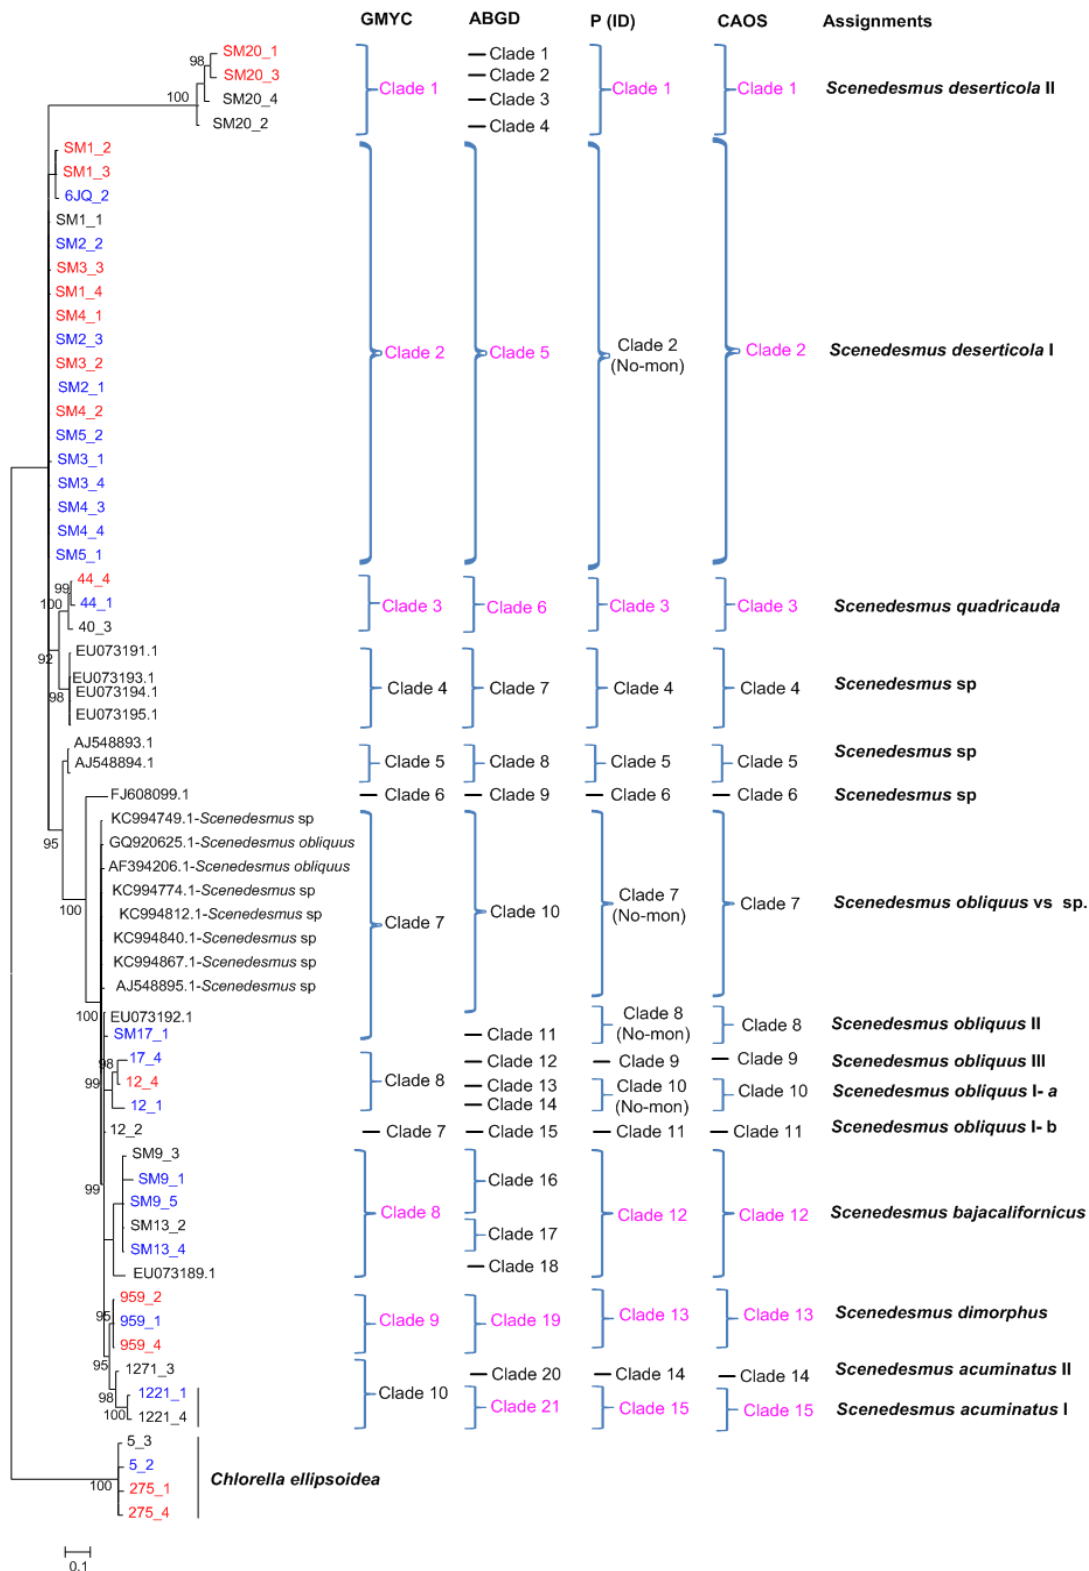 GMYC ABGD P (ID) CAOS Assignments
SM20_1 Clade 1
98
SM20_3 Clade 2
Clade 1 Clade 1 Clade 1 Scenedesmus deserticola II
100 SM20_4 Clade 3
SM20_2 Clade 4
SM1_2
SM1_3
6JQ_2
SM1_1
SM2_2
SM3_3
SM1_4
SM4_1
SM2_3
Clade 2 Clade 5 Clade 2 (No-mon) Clade 2 Scenedesmus deserticola I
SM3_2
SM2_1
SM4_2
SM5_2
SM3_1
SM3_4
SM4_3
SM4_4
SM5_1
44_4
99
100 44_1 Clade 3 Clade 6 Clade 3 Clade 3 Scenedesmus quadricauda
40_3
EU073191.1
92
EU073193.1
Clade 4 Clade 7 Clade 4 Clade 4 Scenedesmus sp
98 EU073194.1
EU073195.1
AJ548893.1
Clade 5 Clade 8 Clade 5 Clade 5 Scenedesmus sp
AJ548894.1
FJ608099.1 Clade 6 Clade 9 Clade 6 Clade 6 Scenedesmus sp
KC994749.1-Scenedesmus sp
95 GQ920625.1-Scenedesmus obliquus
AF394206.1-Scenedesmus obliquus
KC994774.1-Scenedesmus sp
Clade 7 Clade 10 Clade 7 (No-mon) Clade 7 Scenedesmus obliquus vs sp.
100 KC994812.1-Scenedesmus sp
KC994840.1-Scenedesmus sp
KC994867.1-Scenedesmus sp
AJ548895.1-Scenedesmus sp
100 EU073192.1
Clade 8 (No-mon) Clade 8 Scenedesmus obliquus II
SM17_1 Clade 11
98 17_4 Clade 12 Clade 9 Clade 9 Scenedesmus obliquus III
Clade 8
99 12_4 Clade 13 Clade 10 (No-mon) Clade 10 Scenedesmus obliquus I- a
12_1 Clade 14
12_2 Clade 7 Clade 15 Clade 11 Clade 11 Scenedesmus obliquus I- b
SM9_3
99 SM9_1 Clade 16
SM9_5
Clade 8 Clade 12 Clade 12 Scenedesmus bajacalifornicus
SM13_2 Clade 17
SM13_4
EU073189.1 Clade 18
959_2
95 959_1 Clade 9 Clade 19 Clade 13 Clade 13 Scenedesmus dimorphus
959_4
95 1271_3 Clade 20 Clade 14 Clade 14 Scenedesmus acuminatus II
Clade 10
98 1221_1
Clade 21 Clade 15 Clade 15 Scenedesmus acuminatus I
100 1221_4
5_3
5_2
Chlorella ellipsoidea
100 275_1
275_4
0.1